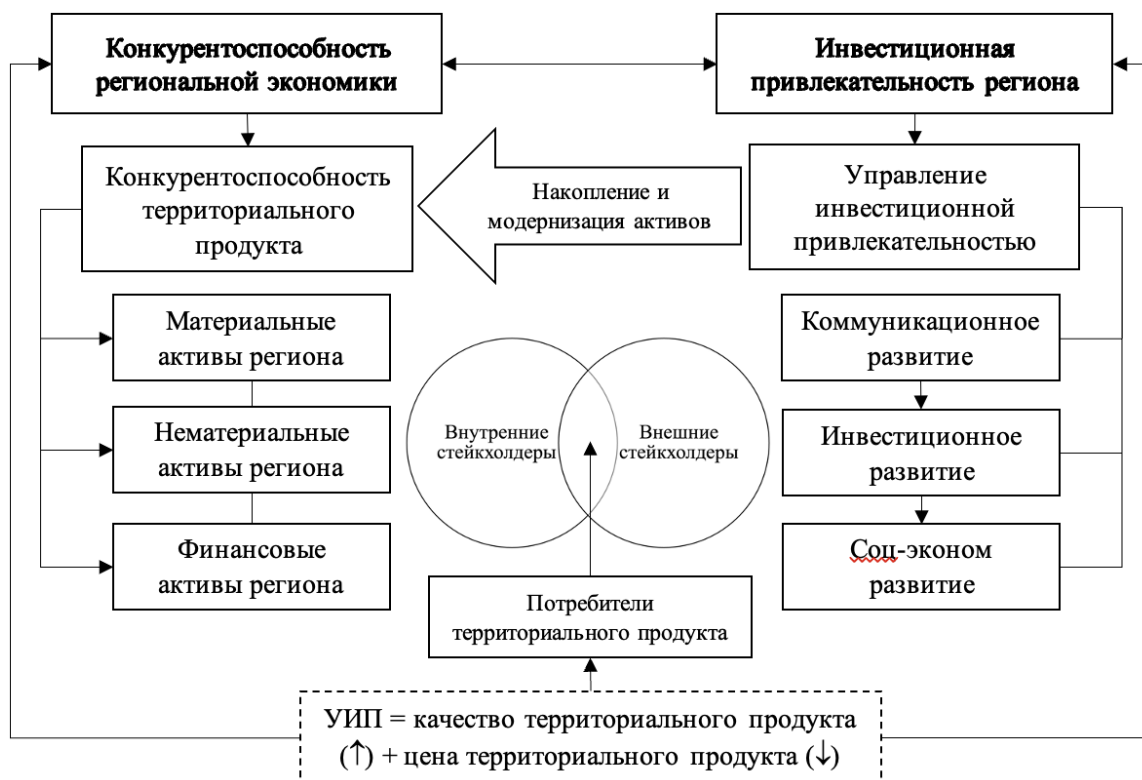 Конкурентоспособность
региональной экономики
Инвестиционная
привлекательность региона
Конкурентоспособность
территориального
продукта
Накопление и
модернизация активов
Управление
инвестиционной
привлекательностью
Материальные
активы региона
Нематериальные
активы региона
Финансовые
активы региона
Внутренние
стейкхолдеры
Внешние
стейкхолдеры
Коммуникационное
развитие
Инвестиционное
развитие
Соц-эконом
развитие
Потребители
территориального продукта
УИП = качество территориального продукта
(↑) + цена территориального продукта (↓)